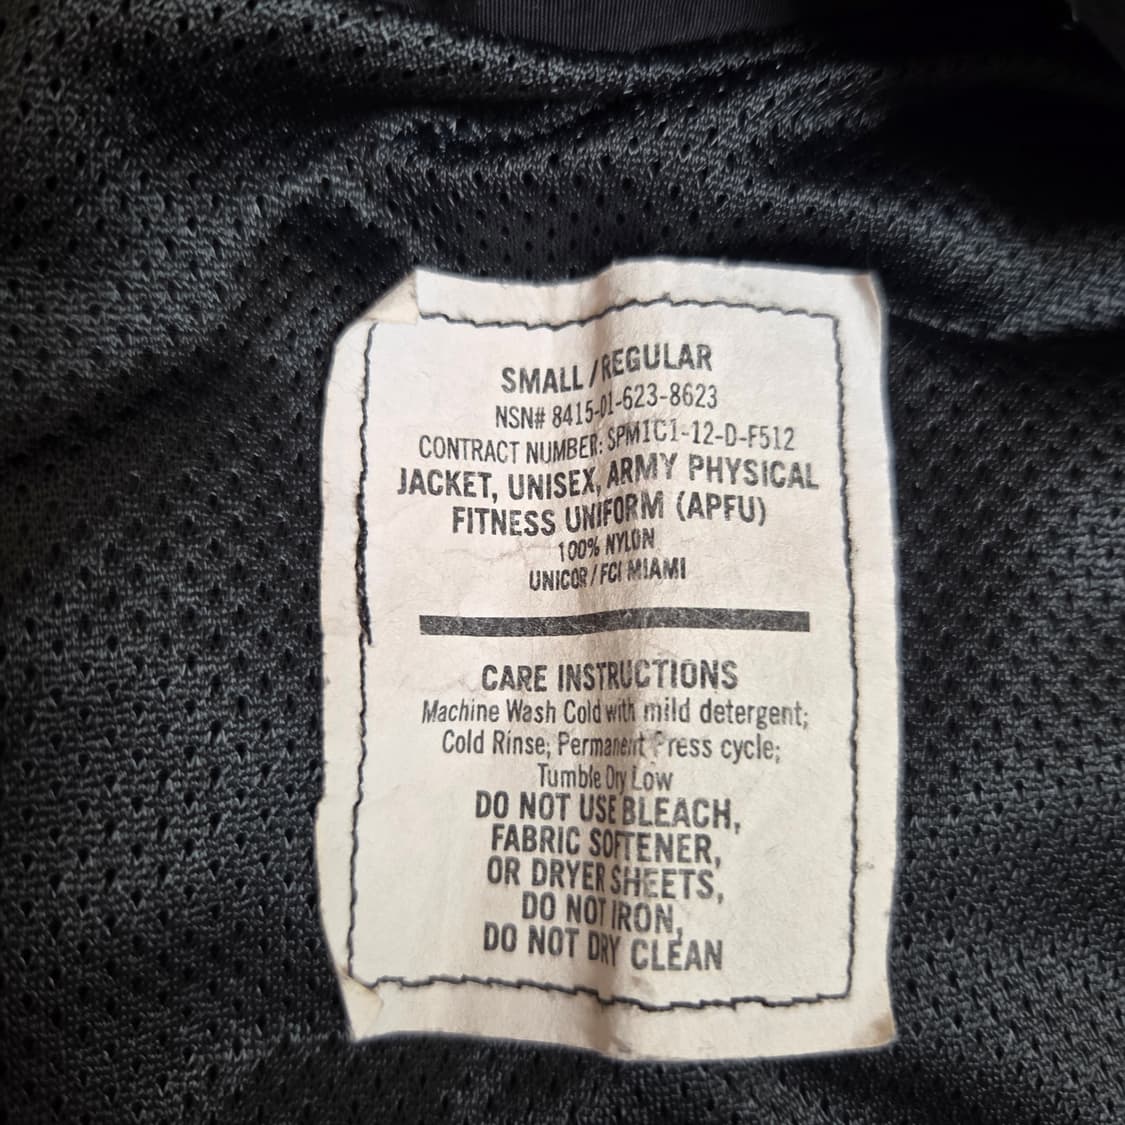 SMALL/REGULAR
NSN# 8415-01-623-8623
CONTRACT NUMBER: SPM1C1-12-D-F512
JACKET, UNISEX, ARMY PHYSICAL
FITNESS UNIFORM (APFU)
100% NYLON
UNICOR/FCI MIAMI
CARE INSTRUCTIONS
Machine Wash Cold with mild detergent;
Cold Rinse; Permanent Press cycle;
Tumble Dry Low
DO NOT USE BLEACH,
FABRIC SOFTENER,
OR DRYER SHEETS,
DO NOT IRON,
DO NOT DRY CLEAN